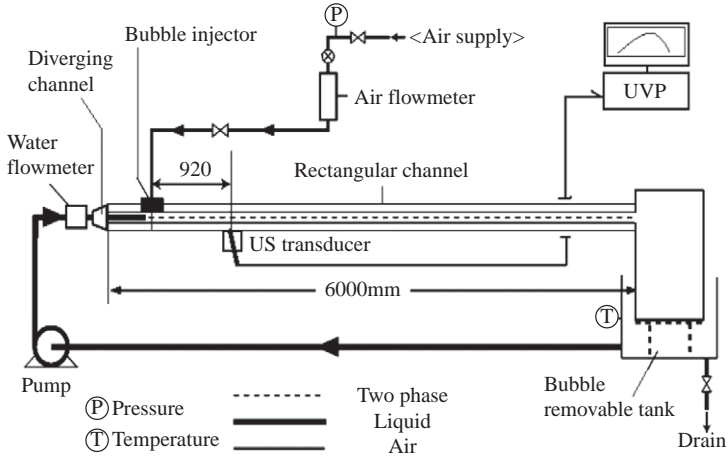 P
Bubble injector
<Air supply>
Diverging
channel
Air flowmeter
UVP
Water
flowmeter
920
Rectangular channel
US transducer
6000mm
T
Pump
Bubble
removable tank
Drain
P Pressure
T Temperature
Two phase
Liquid
Air